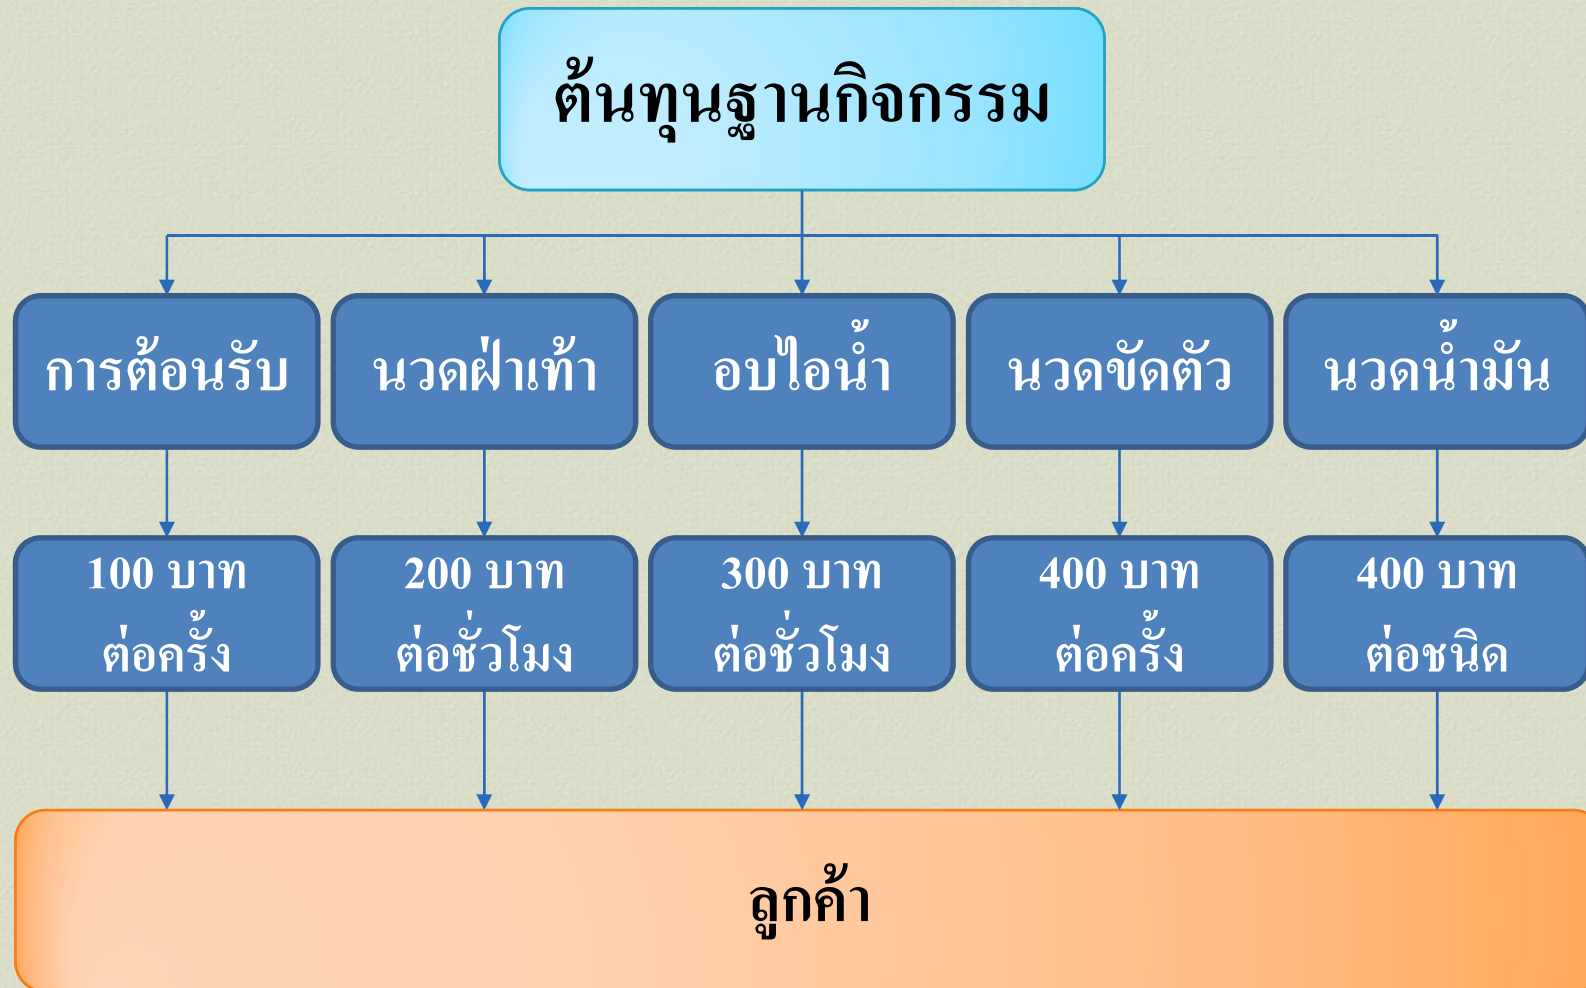 ต้นทุนฐานกิจกรรม
การต้อนรับ
นวดฝ่าเท้า
อบไอน้ำ
นวดขัดตัว
นวดน้ำมัน
100 บาท
ต่อครั้ง
200 บาท
ต่อชั่วโมง
300 บาท
ต่อชั่วโมง
400 บาท
ต่อครั้ง
400 บาท
ต่อชนิด
ลูกค้า